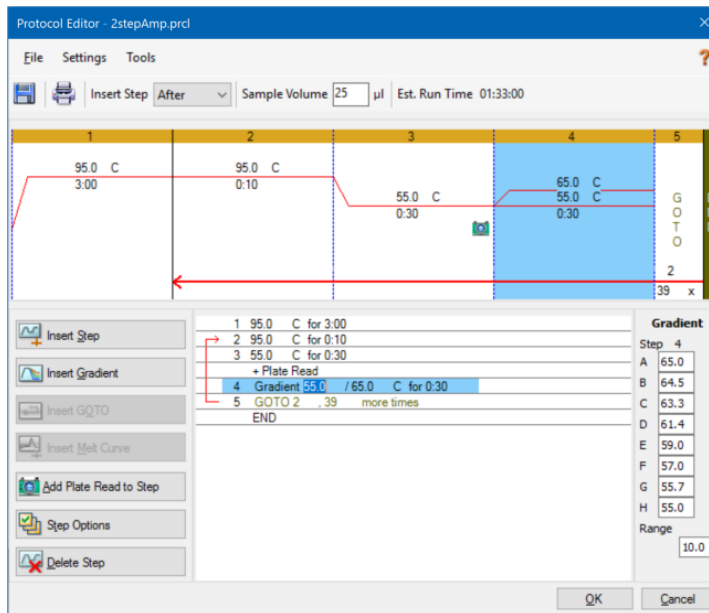 Protocol Editor - 2stepAmp.prcl
File Settings Tools
Insert Step After Sample Volume 25 µl Est. Run Time 01:33:00
1 2 3 4 5
95.0 C
3:00
95.0 C
0:10
55.0 C
0:30
65.0 C
55.0 C
0:30
G
O
T
O
2
39 x
Insert Step
Insert Gradient
Insert GOTO
Insert Melt Curve
Add Plate Read to Step
Step Options
Delete Step
1 95.0 C for 3:00
2 95.0 C for 0:10
3 55.0 C for 0:30
+ Plate Read
4 Gradient 55.0 / 65.0 C for 0:30
5 GOTO 2 , 39 more times
END
Gradient
Step 4
A 65.0
B 64.5
C 63.3
D 61.4
E 59.0
F 57.0
G 55.7
H 55.0
Range
10.0
OK Cancel